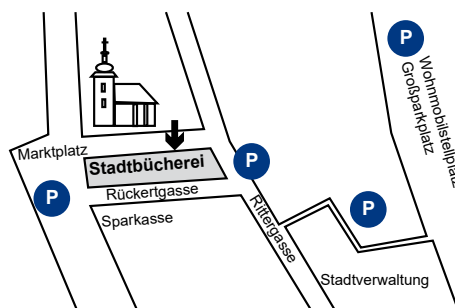 P
Wohnmobilstellplatz
Großparkplatz
Marktplatz
Stadtbücherei
P
Rückertgasse
P
P
Sparkasse
Rittergasse
Stadtverwaltung